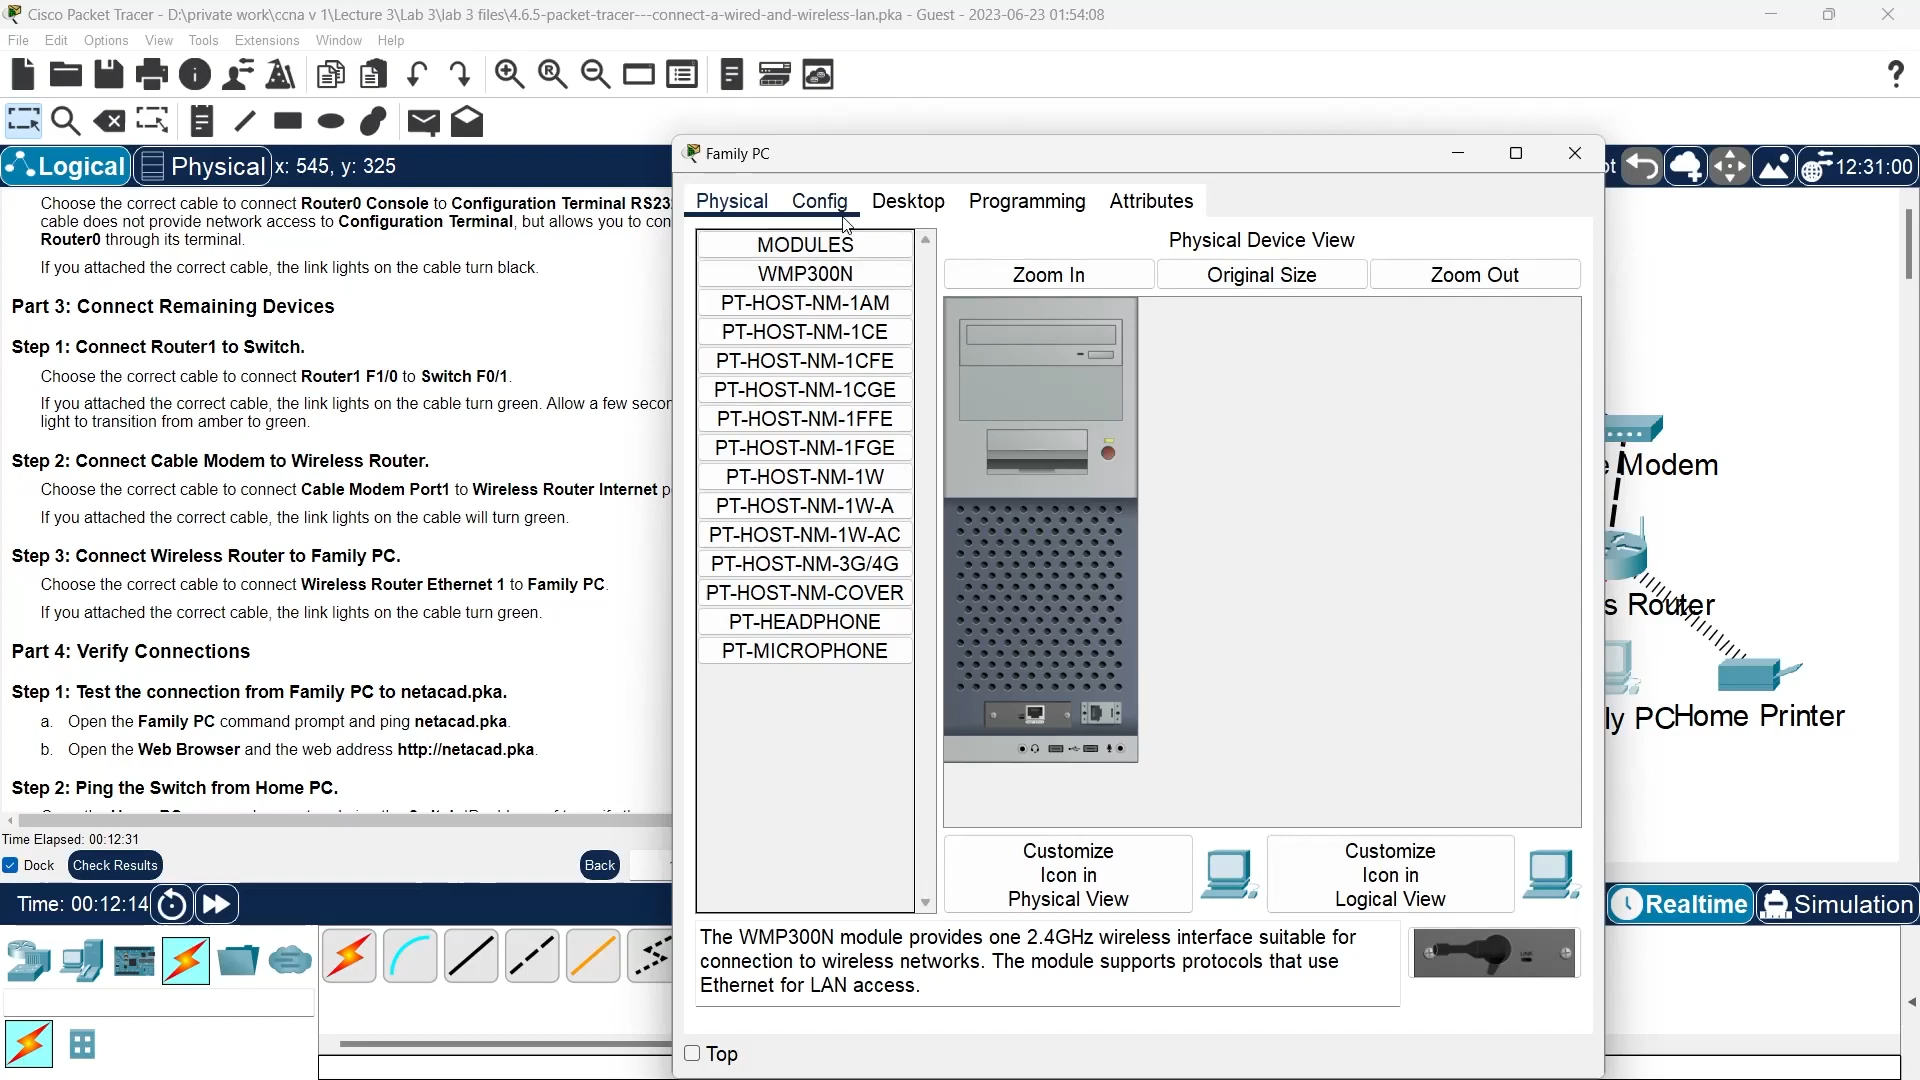 Cisco Packet Tracer - D:\private work\ccna v 1\Lecture 3\Lab 3\lab 3 files\4.6.5-packet-tracer---connect-a-wired-and-wireless-lan.pka - Guest - 2023-06-23 01:54:08
File Edit Options View Tools Extensions Window Help
Logical Physical x: 545, y: 325
12:31:00
Choose the correct cable to connect Router0 Console to Configuration Terminal RS23
cable does not provide network access to Configuration Terminal, but allows you to con
Router0 through its terminal.
If you attached the correct cable, the link lights on the cable turn black.
Part 3: Connect Remaining Devices
Step 1: Connect Router1 to Switch.
Choose the correct cable to connect Router1 F1/0 to Switch F0/1.
If you attached the correct cable, the link lights on the cable turn green. Allow a few secon
light to transition from amber to green.
Step 2: Connect Cable Modem to Wireless Router.
Choose the correct cable to connect Cable Modem Port1 to Wireless Router Internet p
If you attached the correct cable, the link lights on the cable will turn green.
Step 3: Connect Wireless Router to Family PC.
Choose the correct cable to connect Wireless Router Ethernet 1 to Family PC.
If you attached the correct cable, the link lights on the cable turn green.
Part 4: Verify Connections
Step 1: Test the connection from Family PC to netacad.pka.
a. Open the Family PC command prompt and ping netacad.pka.
b. Open the Web Browser and the web address http://netacad.pka.
Step 2: Ping the Switch from Home PC.
Time Elapsed: 00:12:31
Dock Check Results Back
Time: 00:12:14
Family PC
Physical Config Desktop Programming Attributes
MODULES
WMP300N
PT-HOST-NM-1AM
PT-HOST-NM-1CE
PT-HOST-NM-1CFE
PT-HOST-NM-1CGE
PT-HOST-NM-1FFE
PT-HOST-NM-1FGE
PT-HOST-NM-1W
PT-HOST-NM-1W-A
PT-HOST-NM-1W-AC
PT-HOST-NM-3G/4G
PT-HOST-NM-COVER
PT-HEADPHONE
PT-MICROPHONE
Physical Device View
Zoom In Original Size Zoom Out
Customize
Icon in
Physical View
Customize
Icon in
Logical View
The WMP300N module provides one 2.4GHz wireless interface suitable for
connection to wireless networks. The module supports protocols that use
Ethernet for LAN access.
Top
e Modem
s Router
ly PC
Home Printer
Realtime Simulation